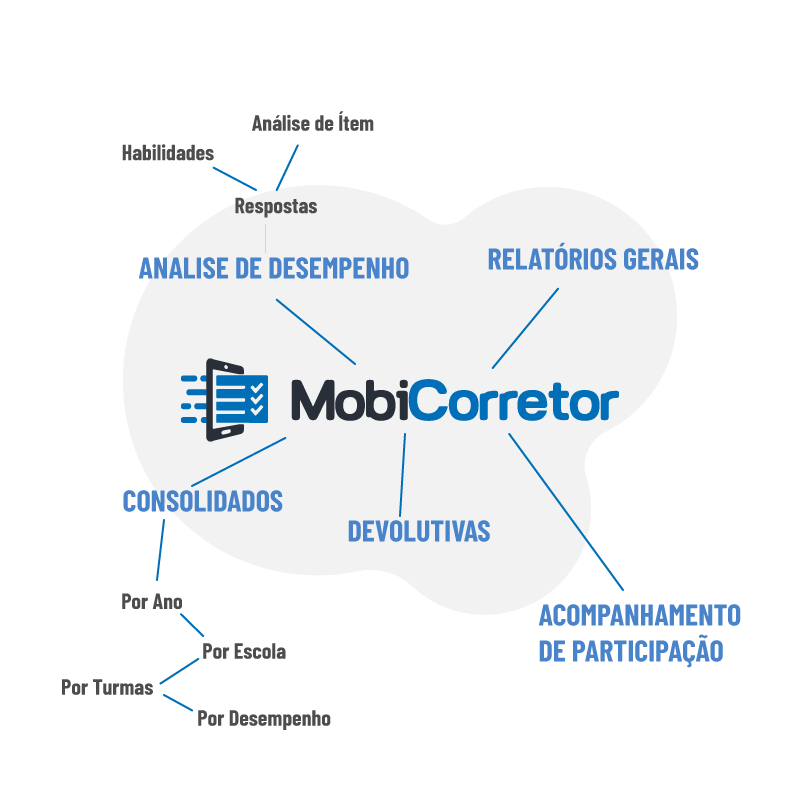 Análise de Ítem
Habilidades
Respostas
ANALISE DE DESEMPENHO
RELATÓRIOS GERAIS
MobiCorretor
CONSOLIDADOS
DEVOLUTIVAS
Por Ano
ACOMPANHAMENTO
DE PARTICIPAÇÃO
Por Escola
Por Turmas
Por Desempenho